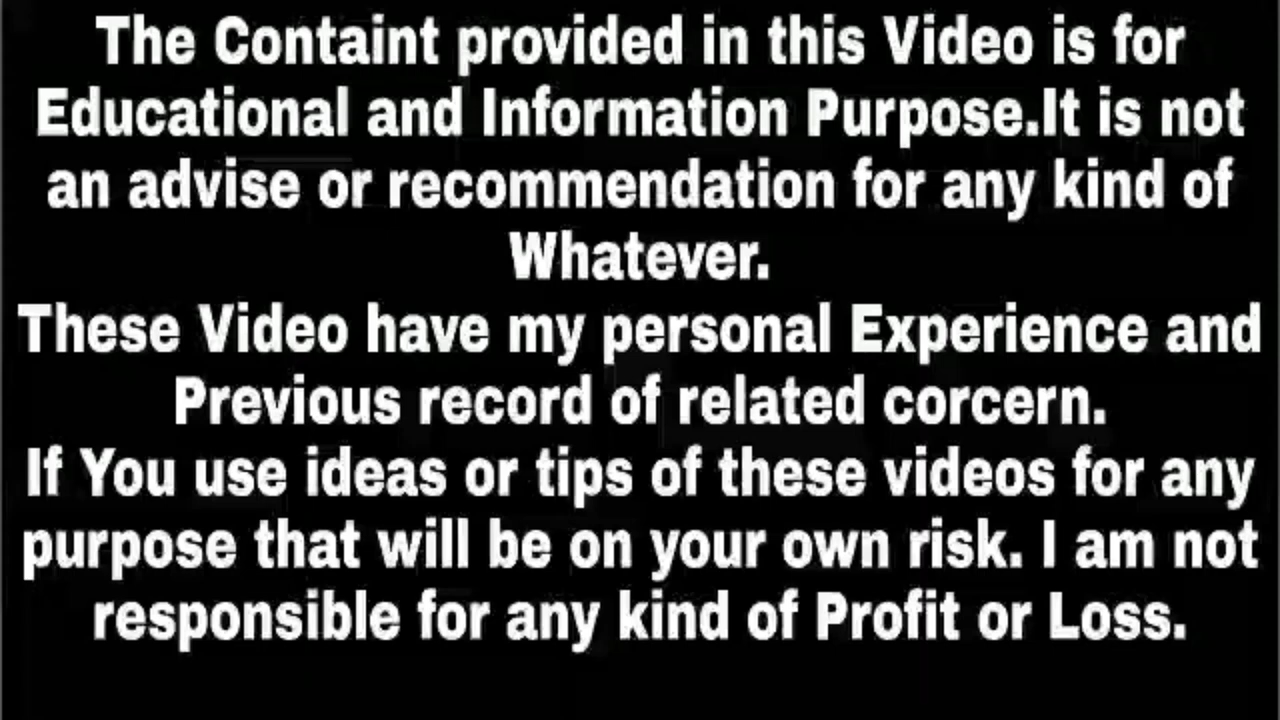 The Containt provided in this Video is for
Educational and Information Purpose.It is not
an advise or recommendation for any kind of
Whatever.
These Video have my personal Experience and
Previous record of related corcern.
If You use ideas or tips of these videos for any
purpose that will be on your own risk. I am not
responsible for any kind of Profit or Loss.